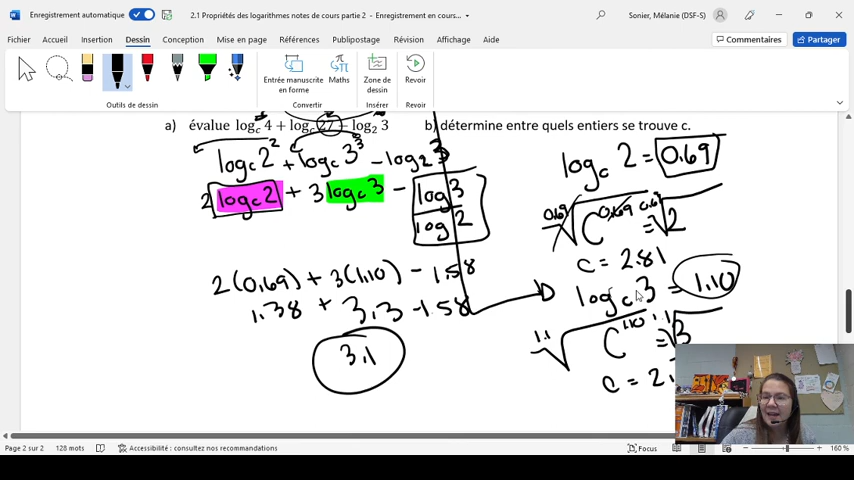 Enregistrement automatique
2.1 Propriétés des logarithmes notes de cours partie 2 - Enregistrement en cours...
Sonier, Mélanie (DSF-S)
Fichier Accueil Insertion Dessin Conception Mise en page Références Publipostage Révision Affichage Aide
Commentaires
Partager
Entrée manuscrite en forme
Maths
Zone de dessin
Revoir
Outils de dessin
Convertir
Insérer
Revoir
a) évalue log_c 4 + log_c 27 - log_2 3
b) détermine entre quels entiers se trouve c.
log_c 2² + log_c 3³ - log_2 3
2 log_c 2 + 3 log_c 3 - log 3 / log 2
2(0.69) + 3(1.10) - 1.58
1.38 + 3.3 - 1.58
3.1
log_c 2 = 0.69
c = 2.81
log_c 3 = 1.10
c = 2.
Page 2 sur 2
128 mots
Accessibilité : consultez nos recommandations
Focus
160 %